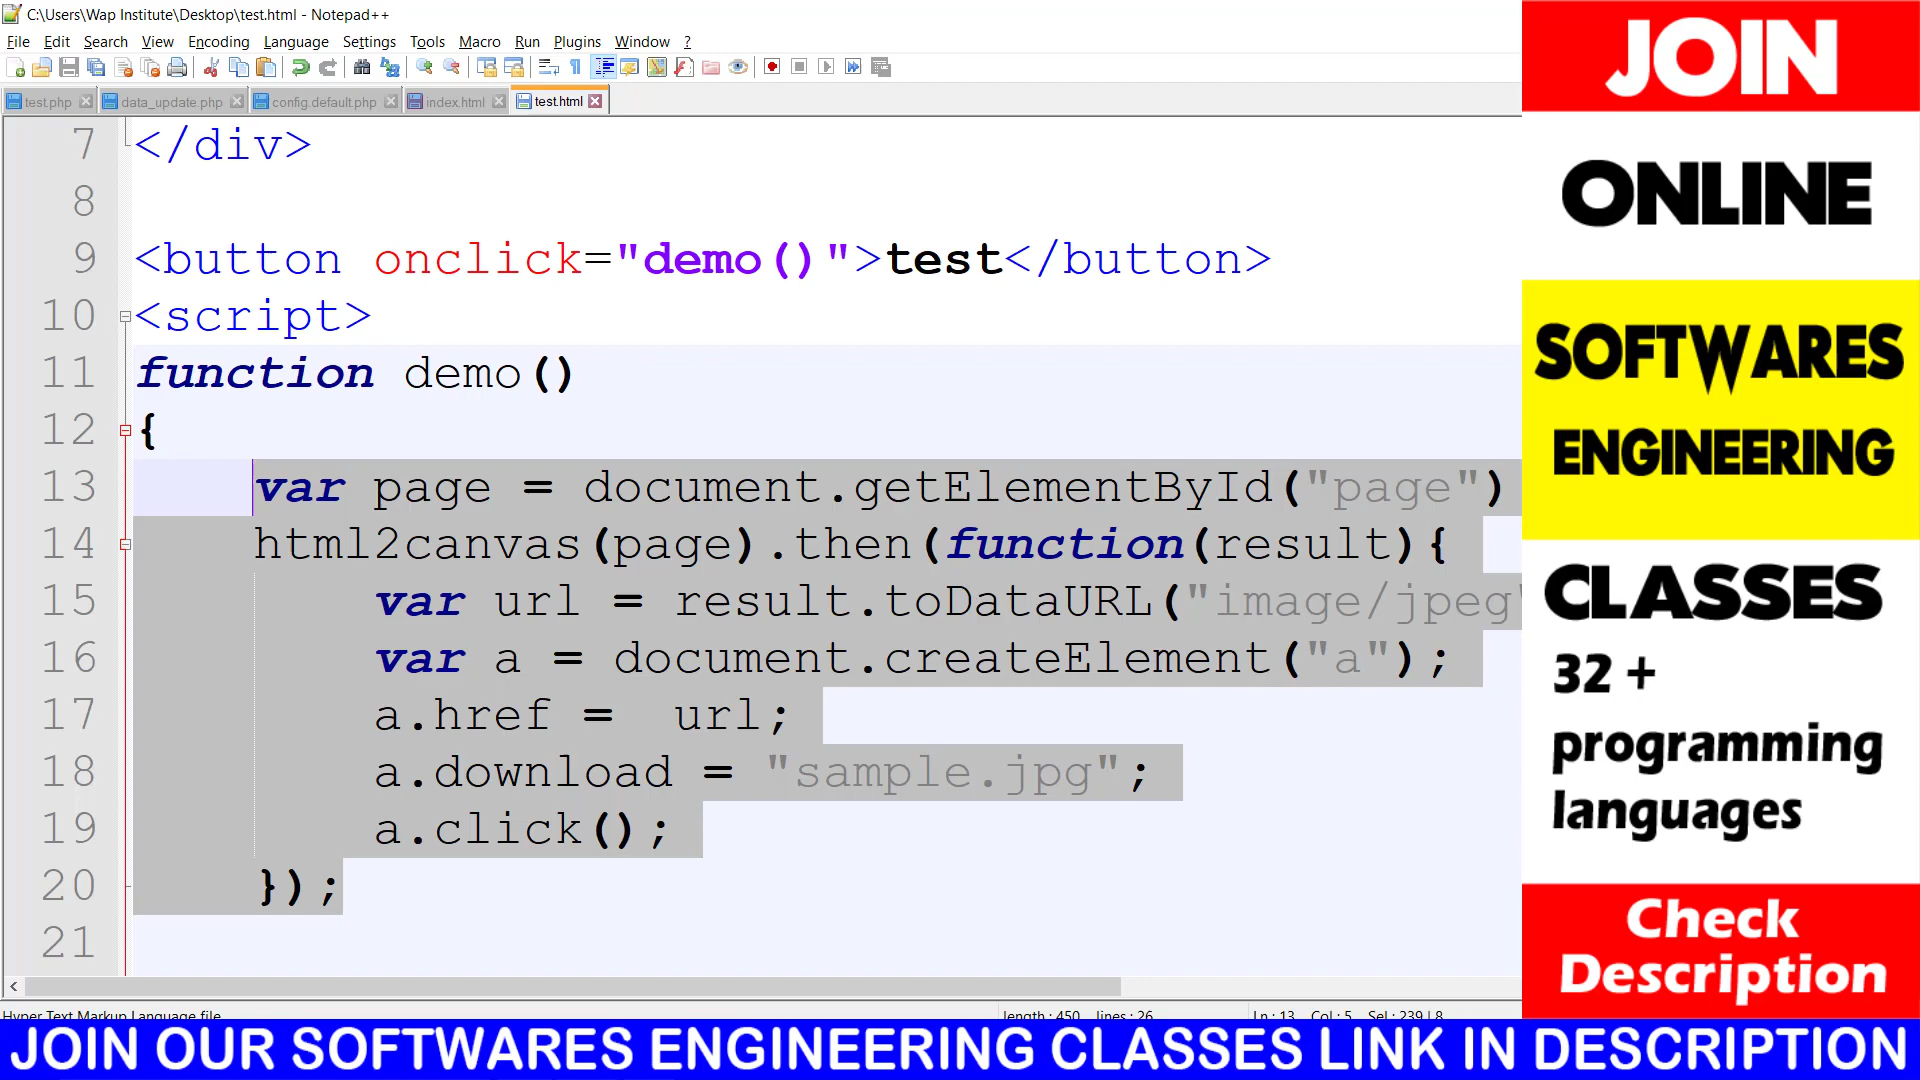 C:\Users\Wap Institute\Desktop\test.html - Notepad++
File Edit Search View Encoding Language Settings Tools Macro Run Plugins Window ?
test.php data_update.php config.default.php index.html test.html
7 </div>
8
9 <button onclick="demo()">test</button>
10 <script>
11 function demo()
12 {
13 var page = document.getElementById("page")
14 html2canvas(page).then(function(result){
15 var url = result.toDataURL("image/jpeg"
16 var a = document.createElement("a");
17 a.href =  url;
18 a.download = "sample.jpg";
19 a.click();
20 });
21
Hyper Text Markup Language file length : 450 lines : 26 Ln : 13 Col : 5 Sel : 239 | 8
JOIN
ONLINE
SOFTWARES
ENGINEERING
CLASSES
32 +
programming
languages
Check
Description
JOIN OUR SOFTWARES ENGINEERING CLASSES LINK IN DESCRIPTION